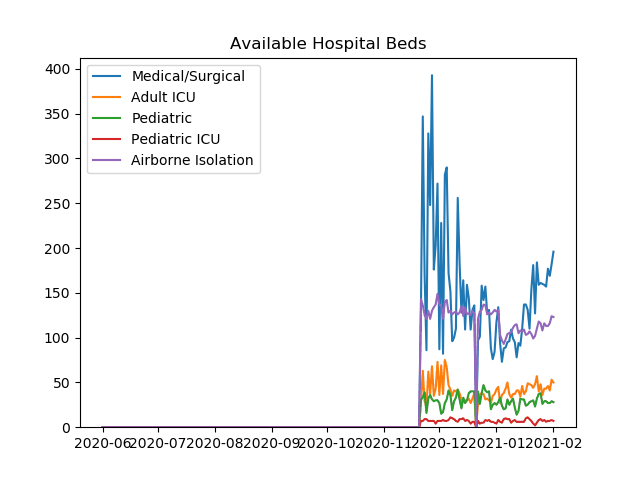 Available Hospital Beds
400
350
300
250
200
150
100
50
0
Medical/Surgical
Adult ICU
Pediatric
Pediatric ICU
Airborne Isolation
2020-06 2020-07 2020-08 2020-09 2020-10 2020-11 2020-12 2021-01 2021-02